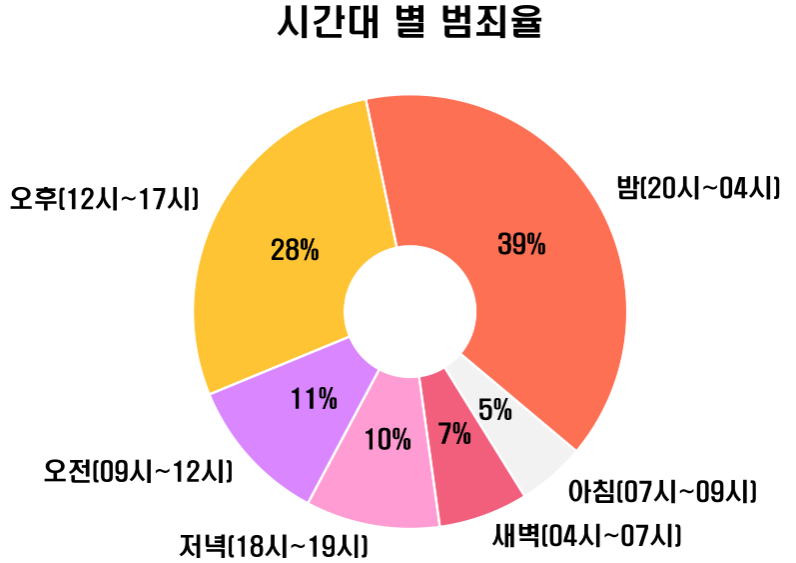 시간대 별 범죄율
밤(20시~04시)
39%
오후(12시~17시)
28%
오전(09시~12시)
11%
저녁(18시~19시)
10%
새벽(04시~07시)
7%
아침(07시~09시)
5%